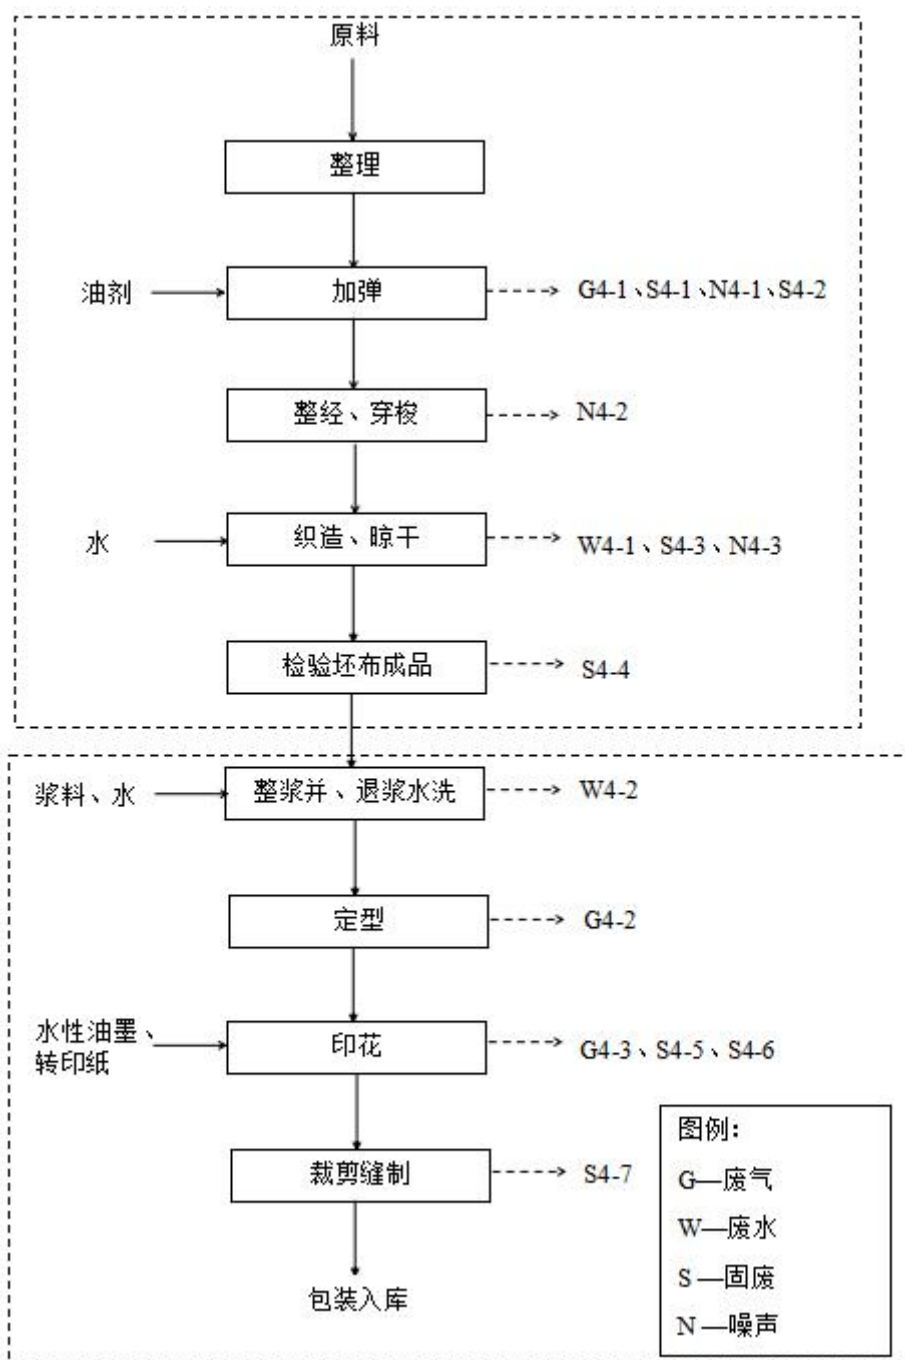 原料
整理
油剂
加弹
G4-1、S4-1、N4-1、S4-2
整经、穿梭
N4-2
水
织造、晾干
W4-1、S4-3、N4-3
检验坯布成品
S4-4
浆料、水
整浆并、退浆水洗
W4-2
定型
G4-2
水性油墨、
转印纸
印花
G4-3、S4-5、S4-6
裁剪缝制
S4-7
包装入库
图例:
G—废气
W—废水
S —固废
N —噪声